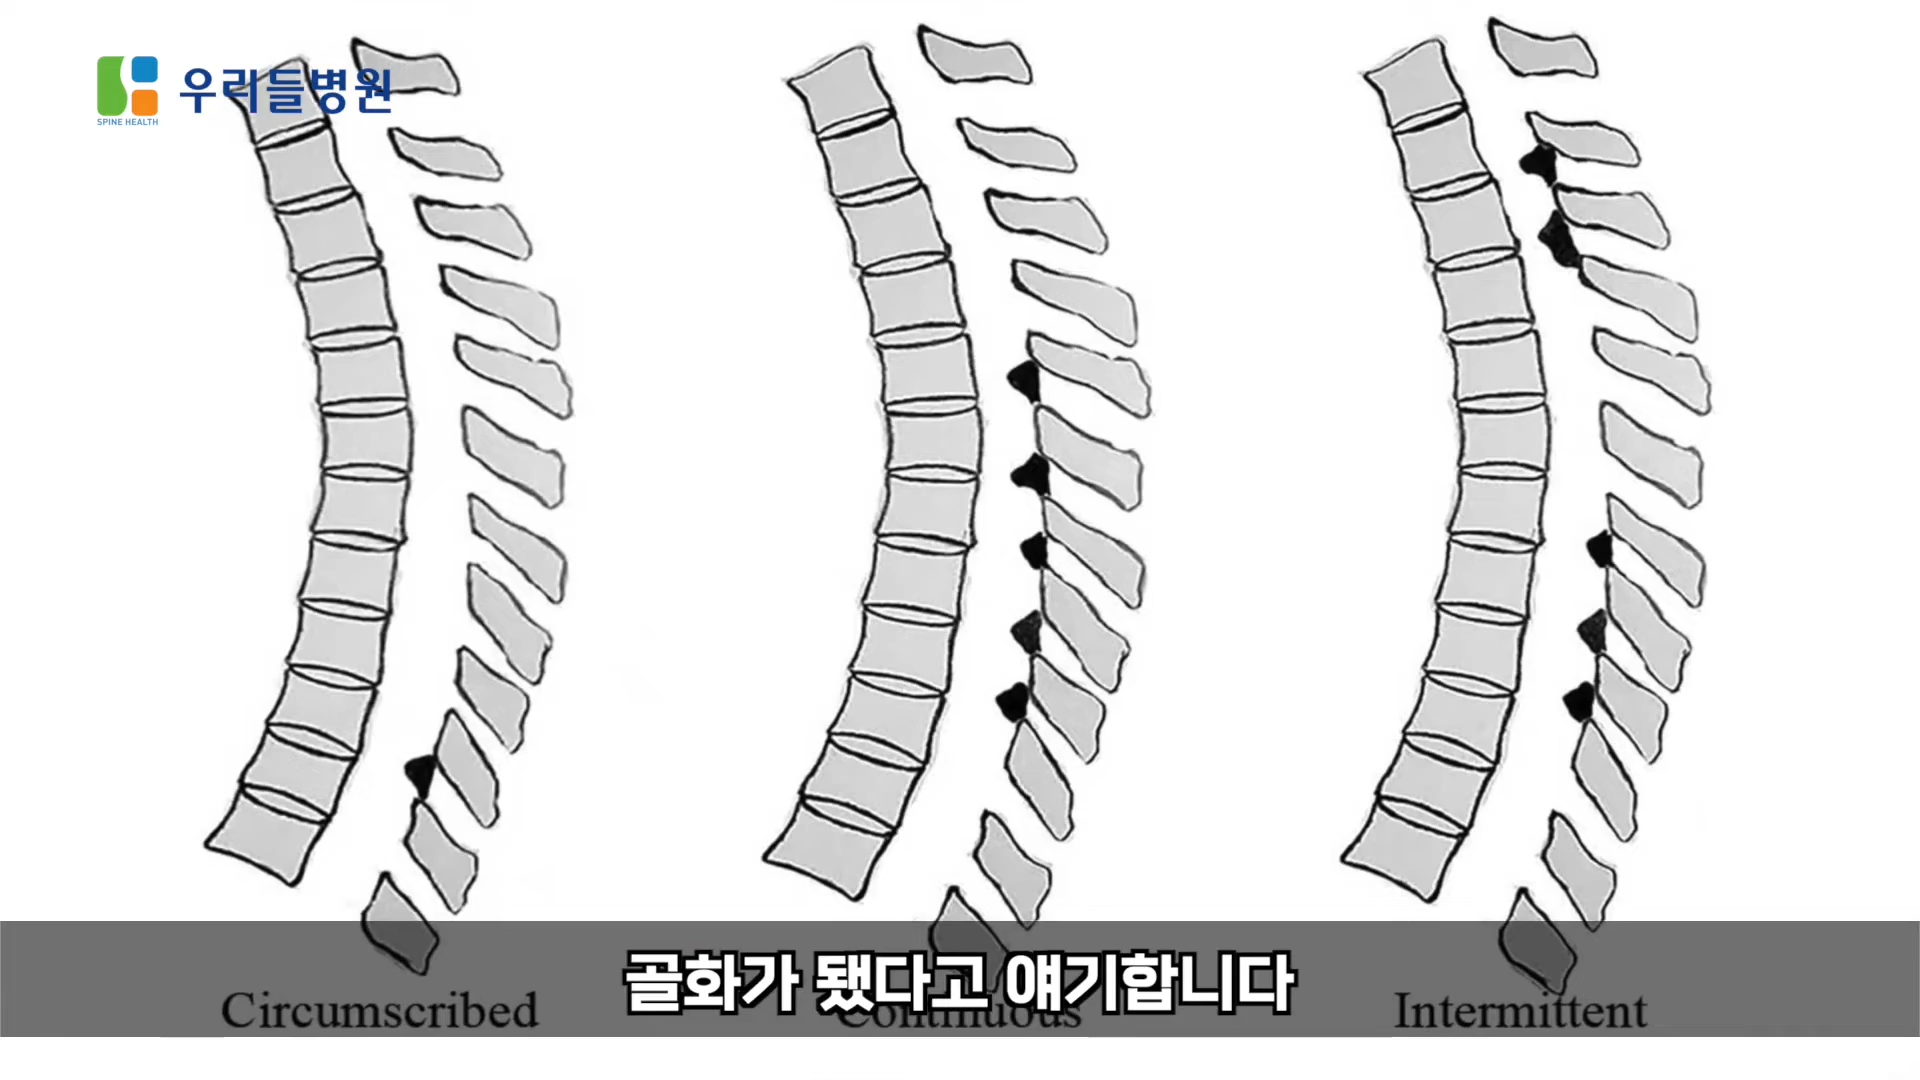 우리들병원
SPINE HEALTH
골화가 됐다고 얘기합니다
Circumscribed
Continuous
Intermittent